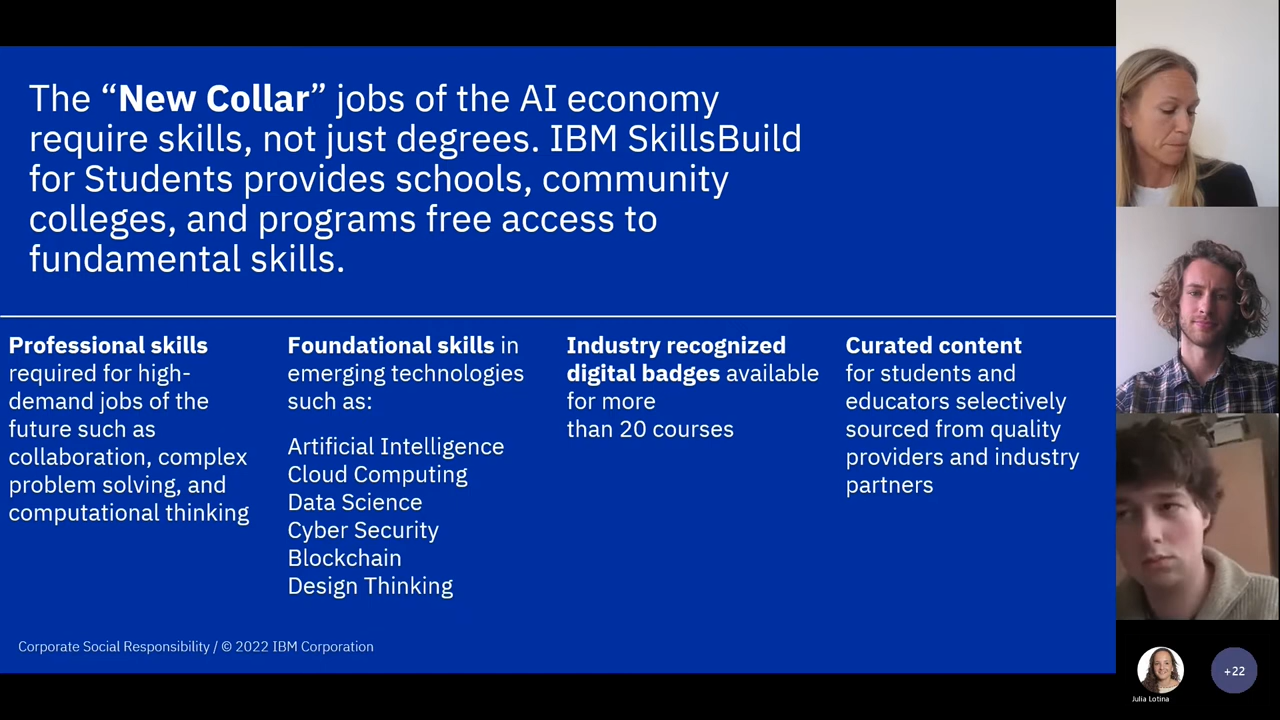 The “New Collar” jobs of the AI economy
require skills, not just degrees. IBM SkillsBuild
for Students provides schools, community
colleges, and programs free access to
fundamental skills.
Professional skills
required for high-
demand jobs of the
future such as
collaboration, complex
problem solving, and
computational thinking
Foundational skills in
emerging technologies
such as:
Artificial Intelligence
Cloud Computing
Data Science
Cyber Security
Blockchain
Design Thinking
Industry recognized
digital badges available
for more
than 20 courses
Curated content
for students and
educators selectively
sourced from quality
providers and industry
partners
Corporate Social Responsibility / © 2022 IBM Corporation
Julia Lotina
+22